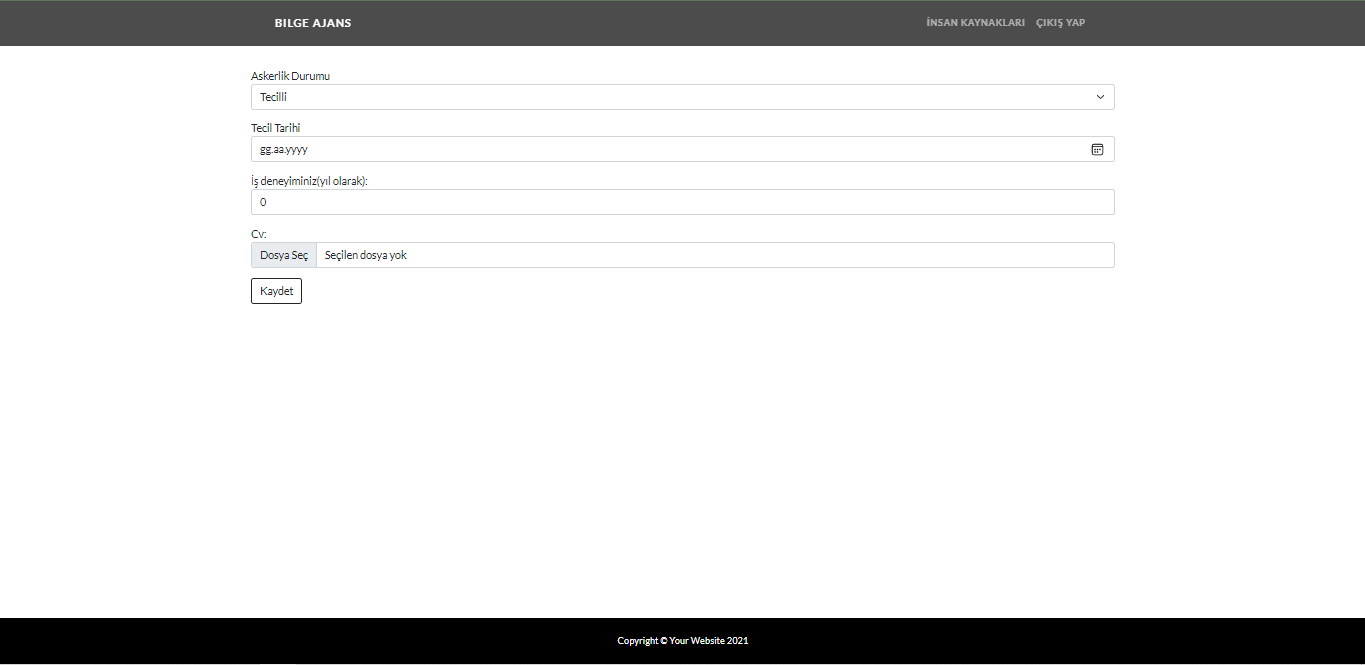 BILGE AJANS İNSAN KAYNAKLARI ÇIKIŞ YAP
Askerlik Durumu
Tecilli
Tecil Tarihi
gg.aa.yyyy
İş deneyiminiz(yıl olarak):
0
Cv:
Dosya Seç Seçilen dosya yok
Kaydet
Copyright © Your Website 2021